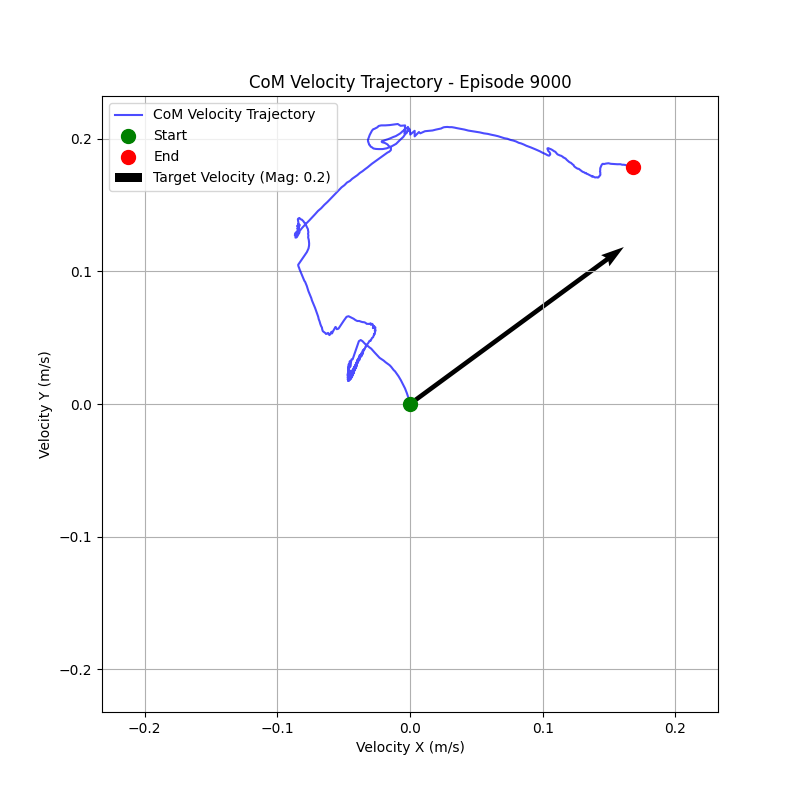 CoM Velocity Trajectory - Episode 9000
CoM Velocity Trajectory
Start
End
Target Velocity (Mag: 0.2)
0.2
0.1
0.0
−0.1
−0.2
Velocity Y (m/s)
−0.2
−0.1
0.0
0.1
0.2
Velocity X (m/s)